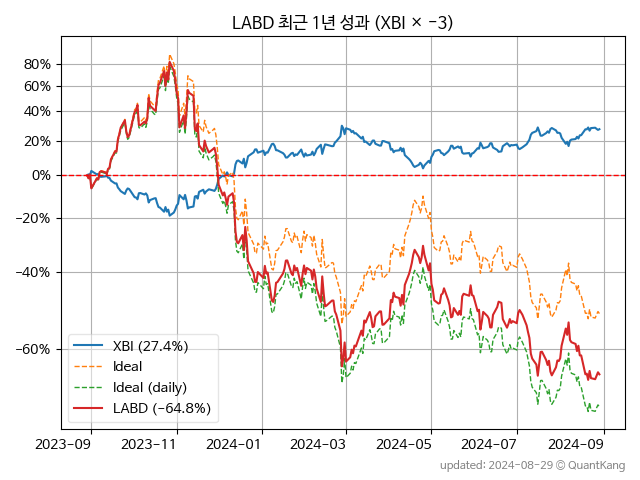 LABD 최근 1년 성과 (XBI × −3)
80%
60%
40%
20%
0%
−20%
−40%
−60%
XBI (27.4%)
Ideal
Ideal (daily)
LABD (−64.8%)
2023-09 2023-11 2024-01 2024-03 2024-05 2024-07 2024-09
updated: 2024-08-29 © QuantKang